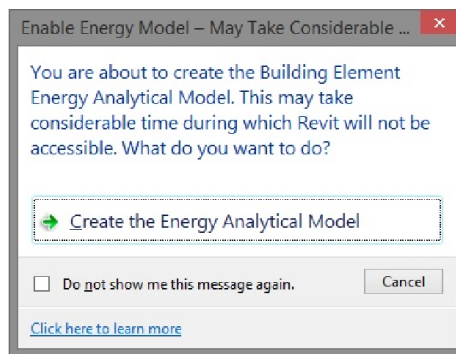 Enable Energy Model – May Take Considerable ...
You are about to create the Building Element
Energy Analytical Model. This may take
considerable time during which Revit will not be
accessible. What do you want to do?
Create the Energy Analytical Model
Do not show me this message again.
Cancel
Click here to learn more